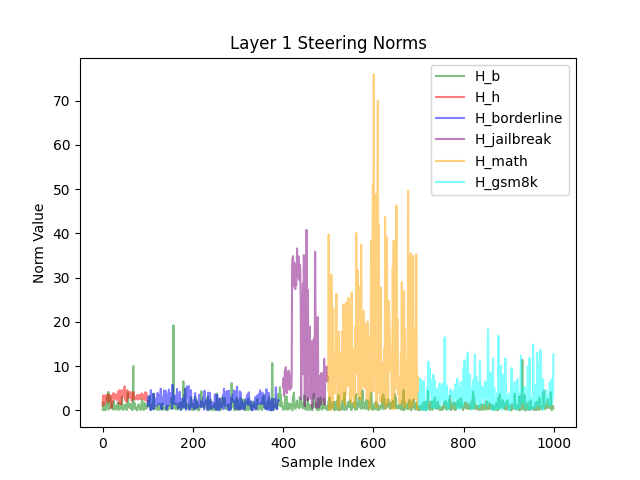 Layer 1 Steering Norms
H_b
H_h
H_borderline
H_jailbreak
H_math
H_gsm8k
Norm Value
70
60
50
40
30
20
10
0
0 200 400 600 800 1000
Sample Index